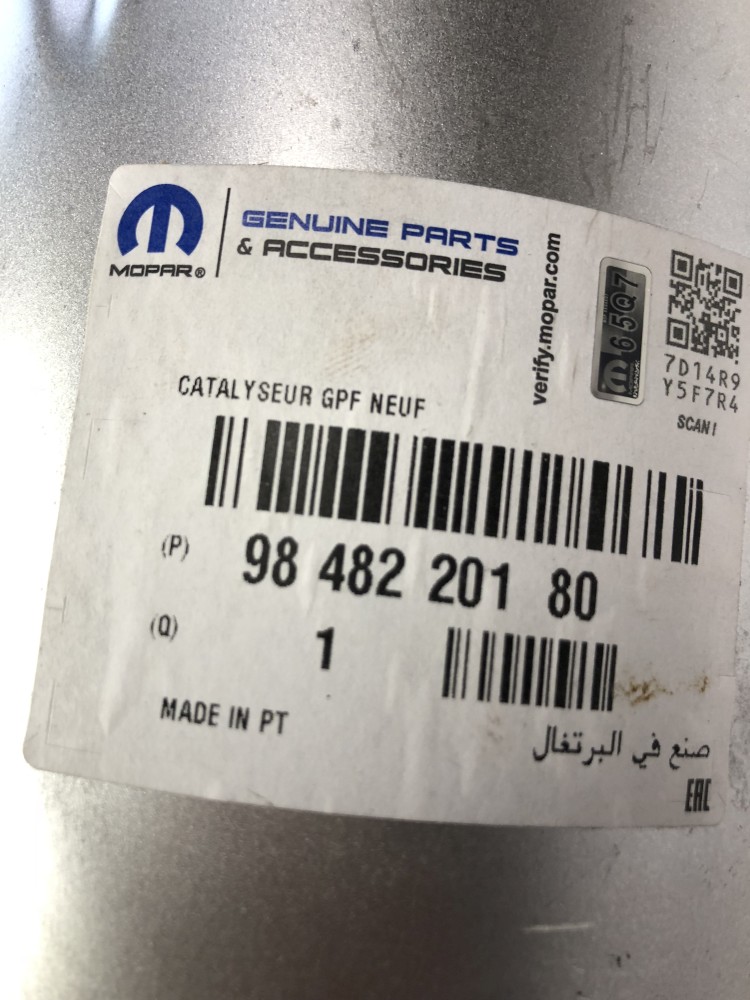 MOPAR®
GENUINE PARTS
& ACCESSORIES
verify.mopar.com
65Q7
7D14R9
Y5F7R4
SCAN!
CATALYSEUR GPF NEUF
(P) 98 482 201 80
(Q) 1
MADE IN PT
صنع في البرتغال
EAC